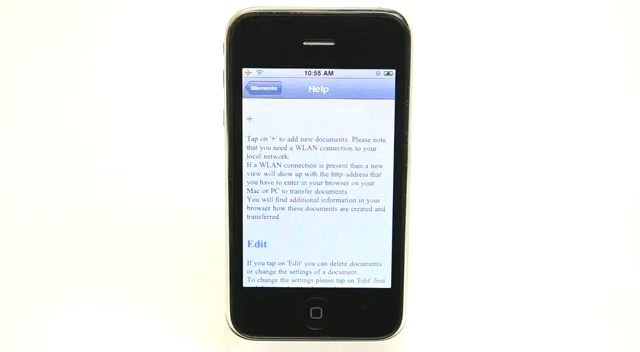 10:55 AM
Help
+
Tap on '+' to add new documents. Please note
that you need a WLAN connection to your
local network.
If a WLAN connection is present then a new
view will show up with the http-address that
you have to enter in your browser on your
Mac or PC to transfer documents.
You will find additional information in your
browser how these documents are created and
transferred.
Edit
If you tap on 'Edit' you can delete documents
or change the settings of a document.
To change the settings please tap on 'Edit' first